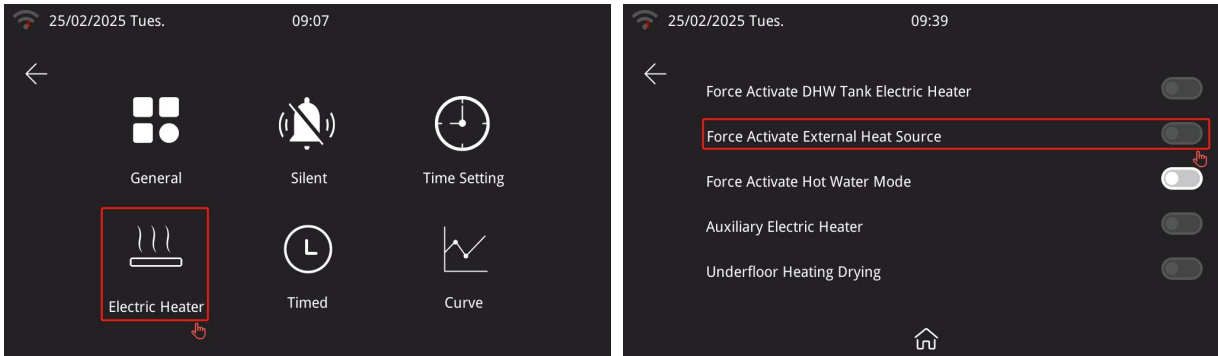 25/02/2025 Tues. 09:07
General Silent Time Setting
Electric Heater Timed Curve
25/02/2025 Tues. 09:39
Force Activate DHW Tank Electric Heater
Force Activate External Heat Source
Force Activate Hot Water Mode
Auxiliary Electric Heater
Underfloor Heating Drying